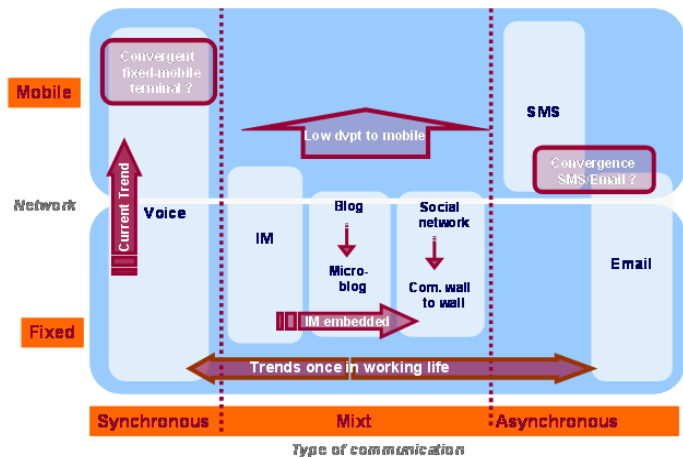 Convergent
fixed-mobile
terminal ?
Mobile
SMS
Low dvpt to mobile
Convergence
SMS/Email ?
Current Trend
Network
Voice
IM
Blog
Social
network
Micro-
blog
Com. wall
to wall
Email
IM embedded
Fixed
Trends once in working life
Synchronous
Mixt
Asynchronous
Type of communication